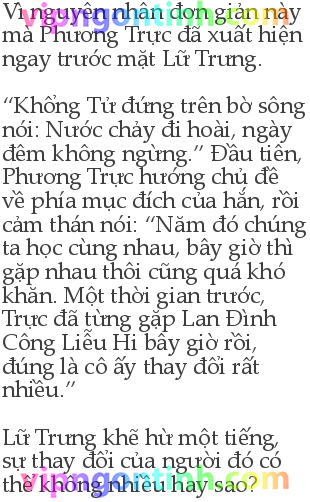 Vì nguyên nhân đơn giản này
mà Phương Trực đã xuất hiện
ngay trước mặt Lữ Trung.
“Khổng Tử đứng trên bờ sông
nói: Nước chảy đi hoài, ngày
đêm không ngừng.” Đầu tiên,
Phương Trực hướng chủ đề
về phía mục đích của hắn, rồi
cảm thán nói: “Năm đó chúng
ta học cùng nhau, bây giờ thì
gặp nhau thôi cũng quá khó
khăn. Một thời gian trước,
Trực đã từng gặp Lan Đình
Công Liễu Hi bây giờ rồi,
đúng là cô ấy thay đổi rất
nhiều.”
Lữ Trung khẽ hừ một tiếng,
sự thay đổi của người đó có
thể không nhiều hay sao?
vipngontinh.com
vipngontinh.com